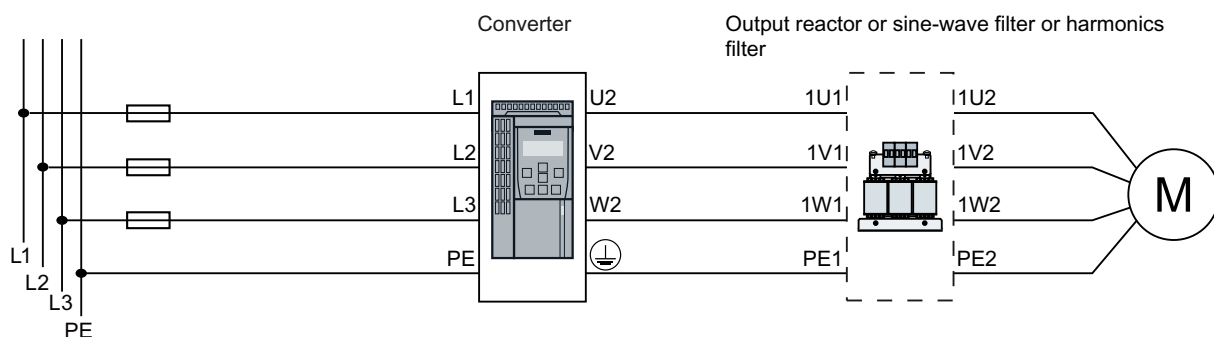 Converter
Output reactor or sine-wave filter or harmonics
filter
L1 U2 1U1 1U2
L2 V2 1V1 1V2
L3 W2 1W1 1W2
M
PE PE1 PE2
L1
L2
L3
PE